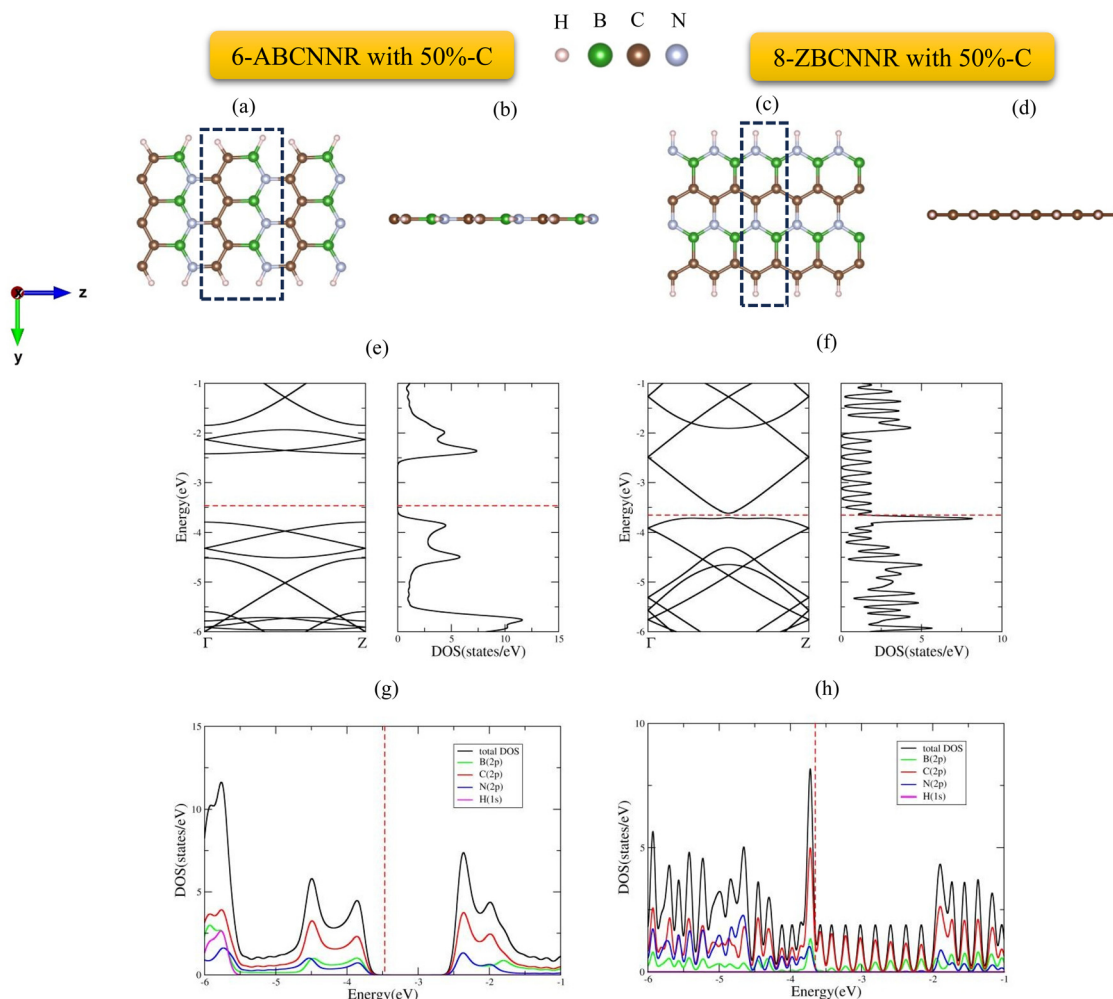 H B C N
6-ABCNNR with 50%-C
8-ZBCNNR with 50%-C
(a)
(b)
(c)
(d)
x
z
y
(e)
(f)
-1
-2
-3
-4
-5
-6
Energy(eV)
Γ Z
0 5 10 15
DOS(states/eV)
-1
-2
-3
-4
-5
-6
Energy(eV)
Γ Z
0 5 10
DOS(states/eV)
(g)
(h)
15
10
5
0
DOS(states/eV)
total DOS
B(2p)
C(2p)
N(2p)
H(1s)
-6 -5 -4 -3 -2 -1
Energy(eV)
10
5
0
DOS(states/eV)
total DOS
B(2p)
C(2p)
N(2p)
H(1s)
-6 -5 -4 -3 -2 -1
Energy(eV)